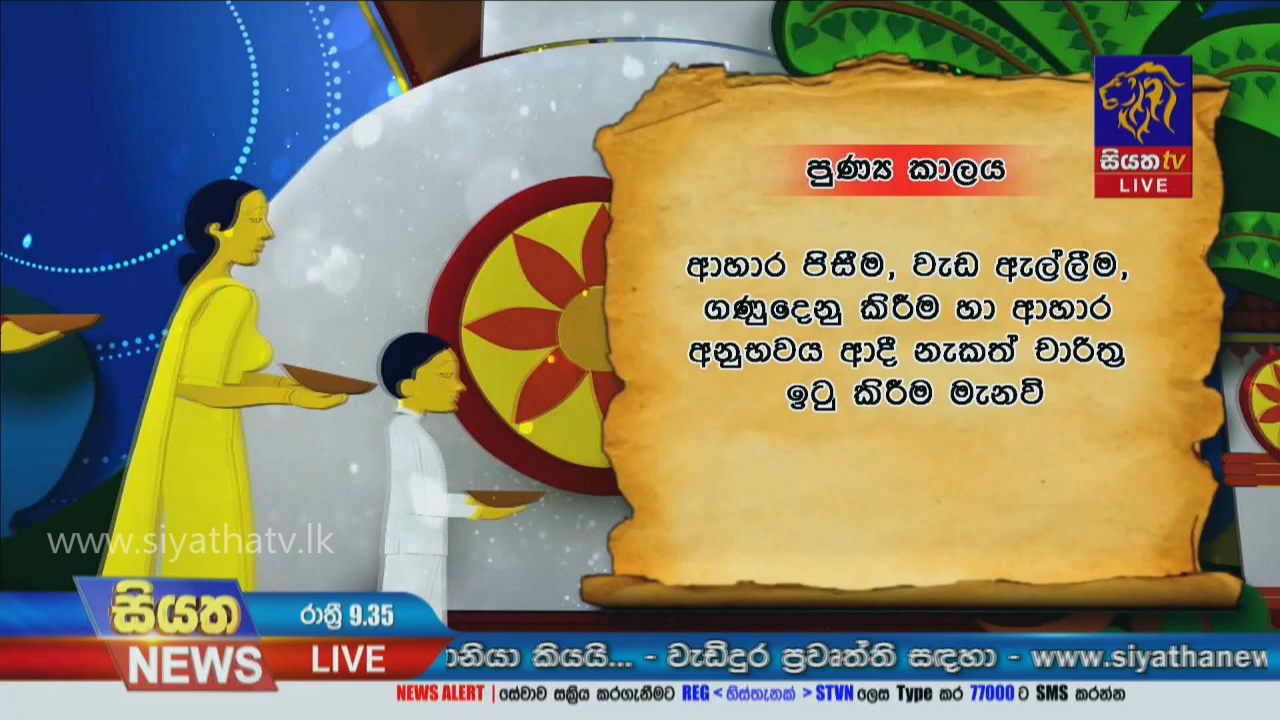 සියත tv
LIVE
පුණ්‍ය කාලය
ආහාර පිසීම, වැඩ ඇල්ලීම,
ගණුදෙනු කිරීම හා ආහාර
අනුභවය ආදී නැකත් චාරිත්‍ර
ඉටු කිරීම මැනවි
www.siyathatv.lk
සියත
NEWS
රාත්‍රී 9.35
LIVE
කියයි... - වැඩිදුර ප්‍රවෘත්ති සඳහා - www.siyathanew
NEWS ALERT | සේවාව සක්‍රිය කරගැනීමට REG < හිස්තැනක් > STVN ලෙස Type කර 77000 ට SMS කරන්න